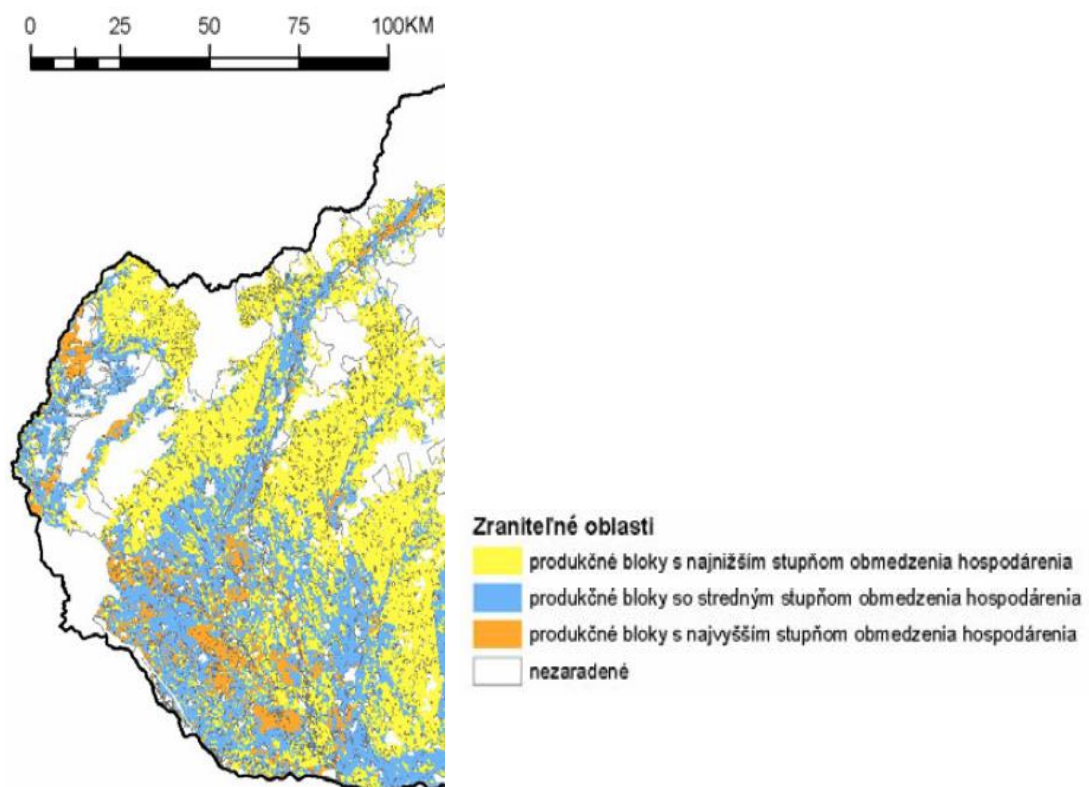 0 25 50 75 100KM
Zraniteľné oblasti
produkčné bloky s najnižším stupňom obmedzenia hospodárenia
produkčné bloky so stredným stupňom obmedzenia hospodárenia
produkčné bloky s najvyšším stupňom obmedzenia hospodárenia
nezaradené